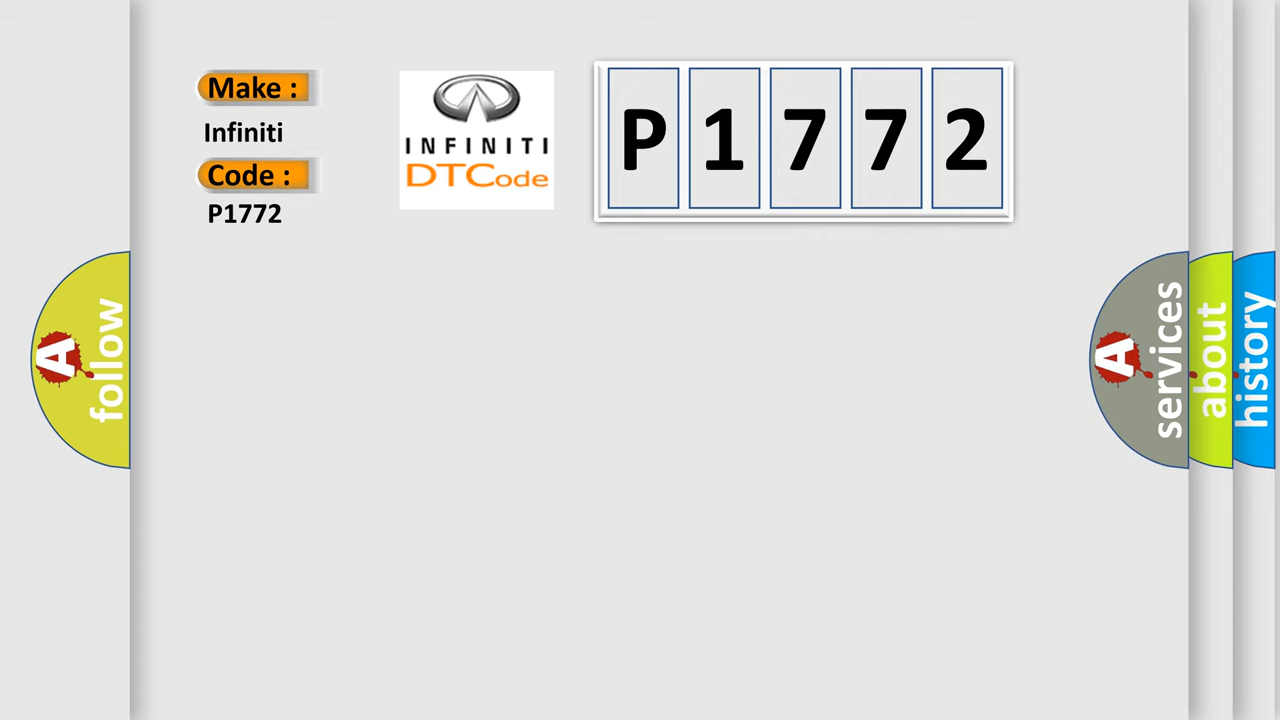 Make :
Infiniti
Code :
P1772
INFINITI
DTCode
P 1 7 7 2
A
follow
A
services
about
history